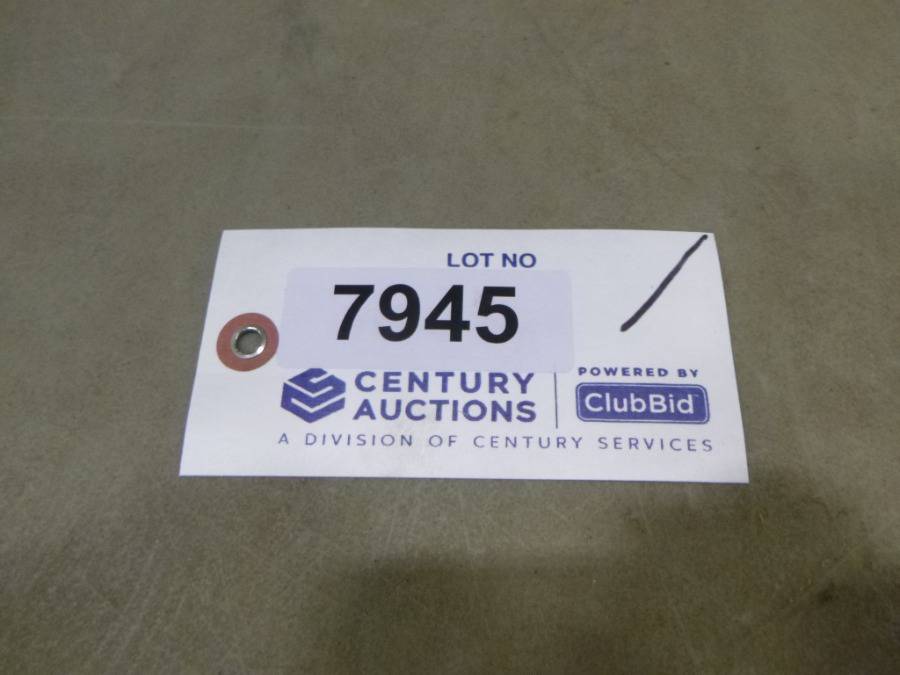 LOT NO
7945
CENTURY
AUCTIONS
POWERED BY
ClubBid
A DIVISION OF CENTURY SERVICES